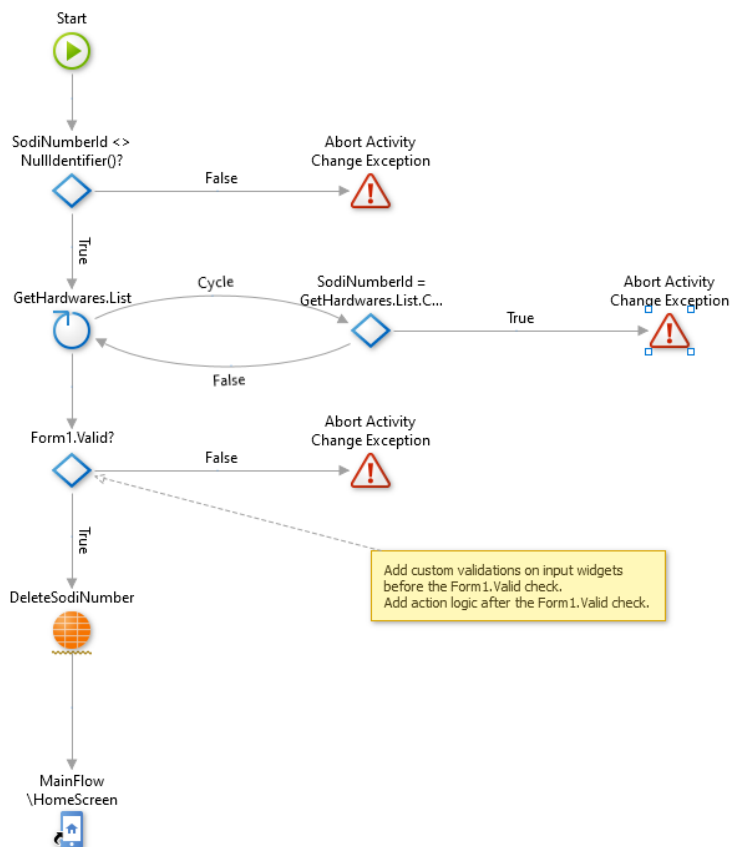 Start
SodiNumberId <>
NullIdentifier()?
False
Abort Activity
Change Exception
True
GetHardwares.List
Cycle
SodiNumberId =
GetHardwares.List.C...
True
Abort Activity
Change Exception
False
Form1.Valid?
False
Abort Activity
Change Exception
True
Add custom validations on input widgets
before the Form1.Valid check.
Add action logic after the Form1.Valid check.
DeleteSodiNumber
MainFlow
\HomeScreen